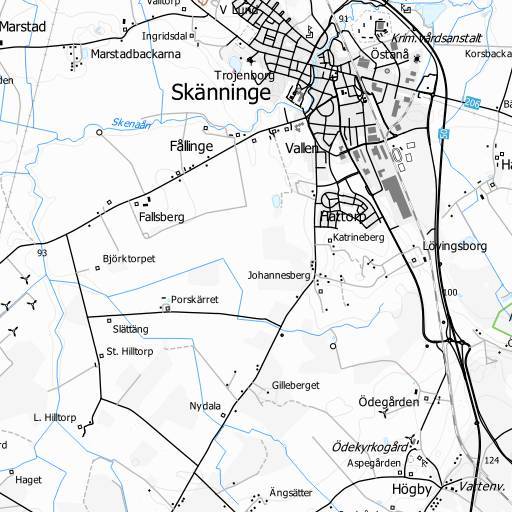 Valltorp
V Lund
91
Marstad
Ingridsdal
Krim.vårdsanstalt
Marstadbackarna
Östanå
Korsbacka
Trojenborg
Skänninge
206
Skenaån
50
Fållinge
Vallen
Fallsberg
Hattorp
Katrineberg
Lövingsborg
93
Björktorpet
Johannesberg
Porskärret
100
Slättäng
St. Hilltorp
Gilleberget
Nydala
Ödegården
L. Hilltorp
Ödekyrkogård
Aspegården
124
Haget
Högby
Vattenv.
Ängsätter